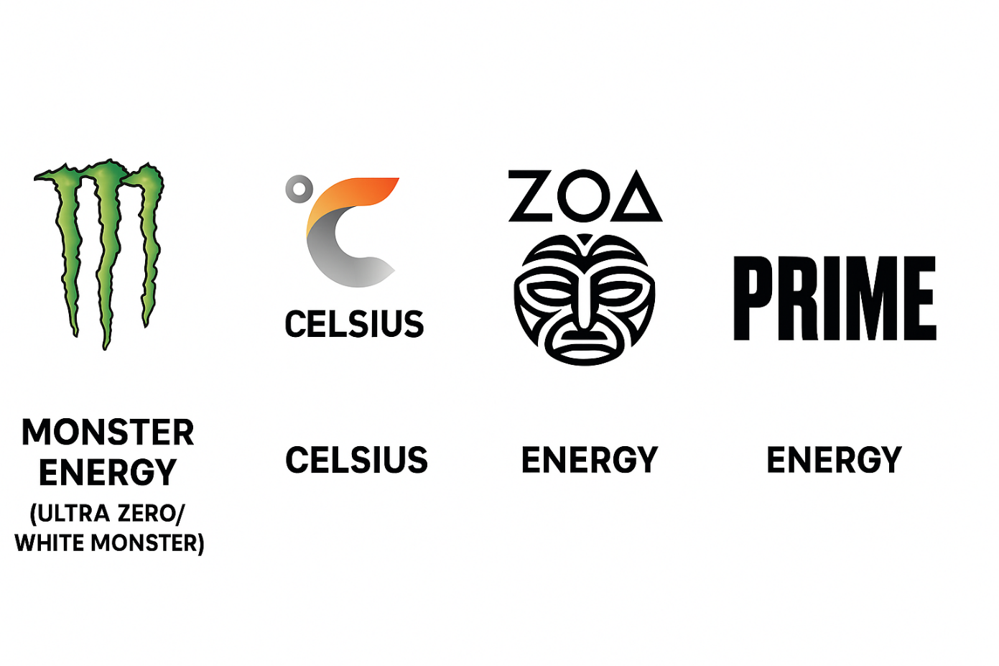 CELSIUS
ZOA
PRIME
MONSTER
ENERGY
(ULTRA ZERO/
WHITE MONSTER)
CELSIUS
ENERGY
ENERGY